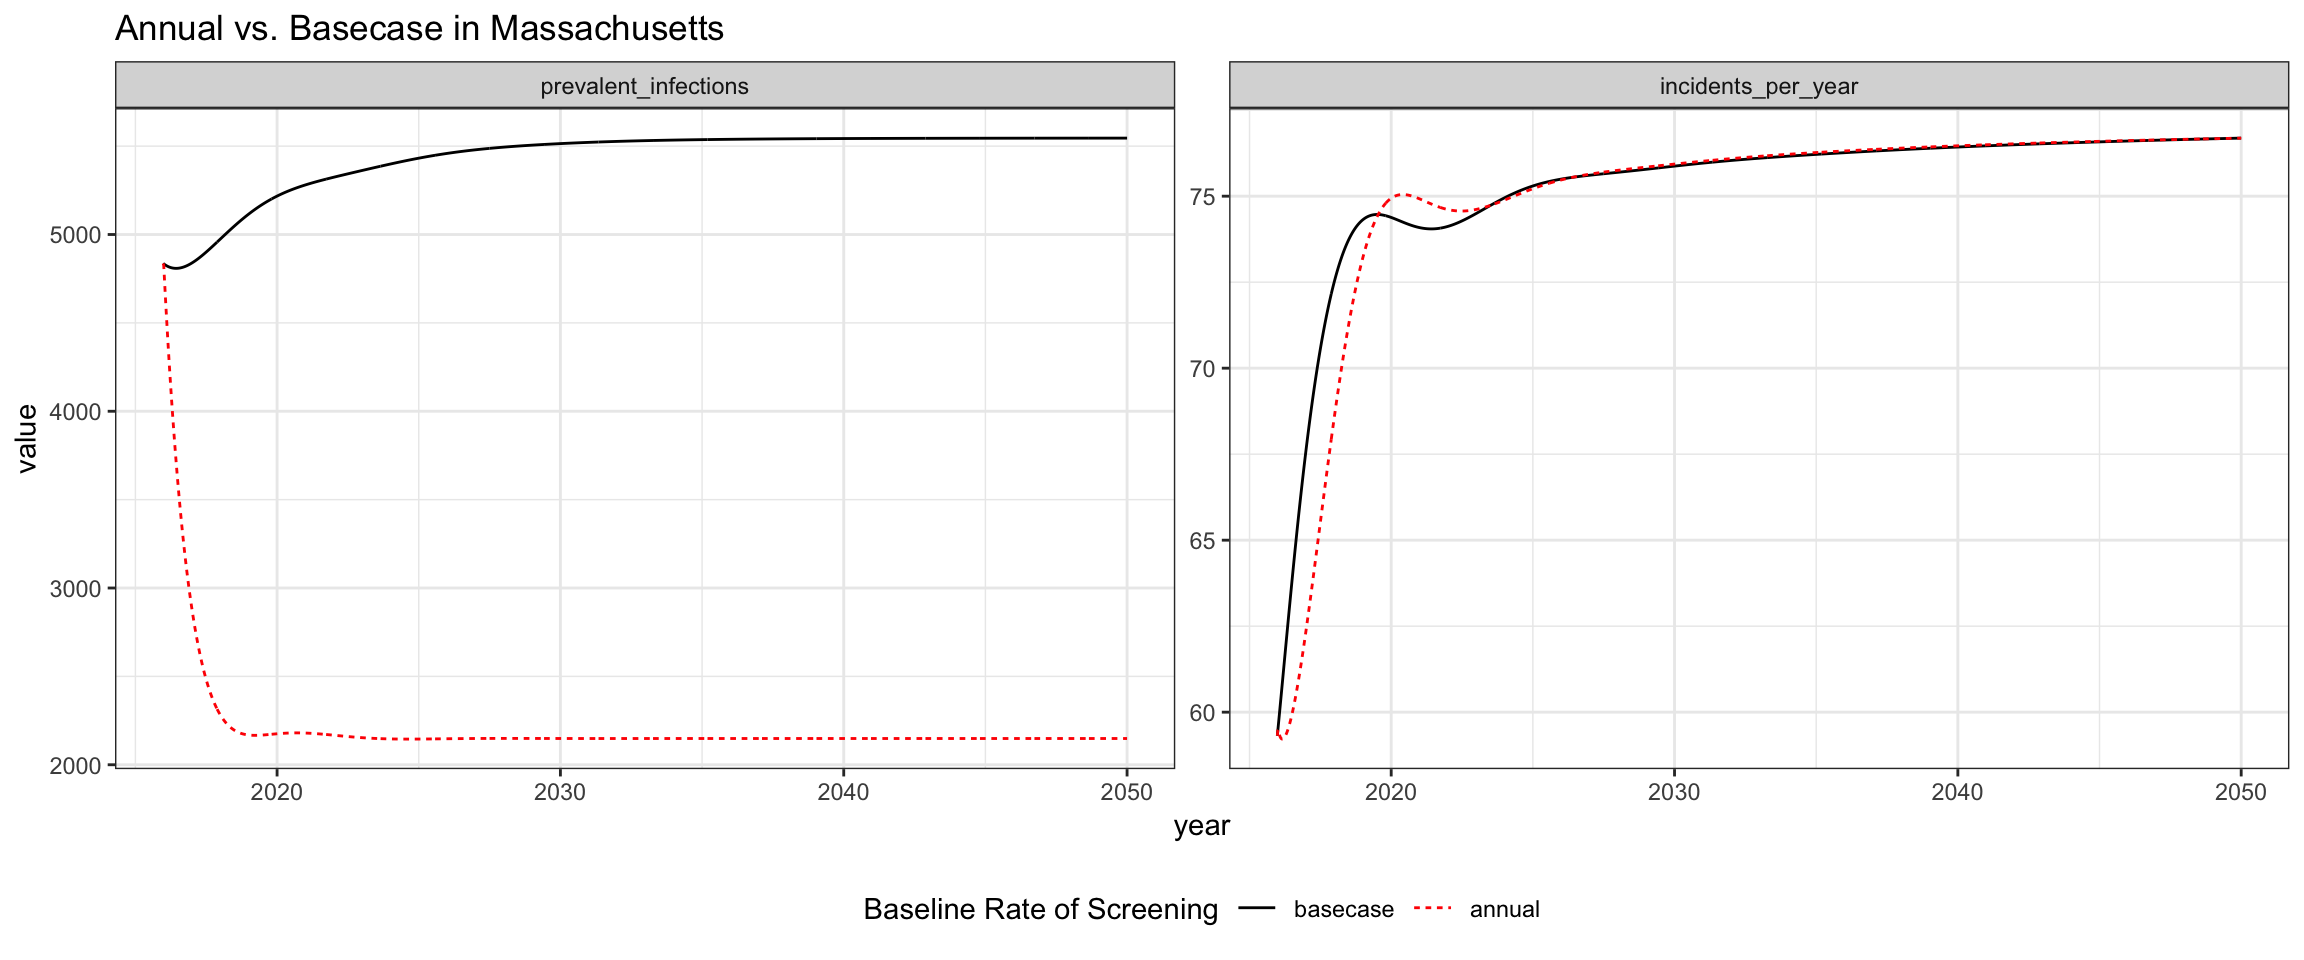 Annual vs. Basecase in Massachusetts
prevalent_infections
incidents_per_year
value
5000
4000
3000
2000
75
70
65
60
2020 2030 2040 2050
2020 2030 2040 2050
year
Baseline Rate of Screening basecase annual